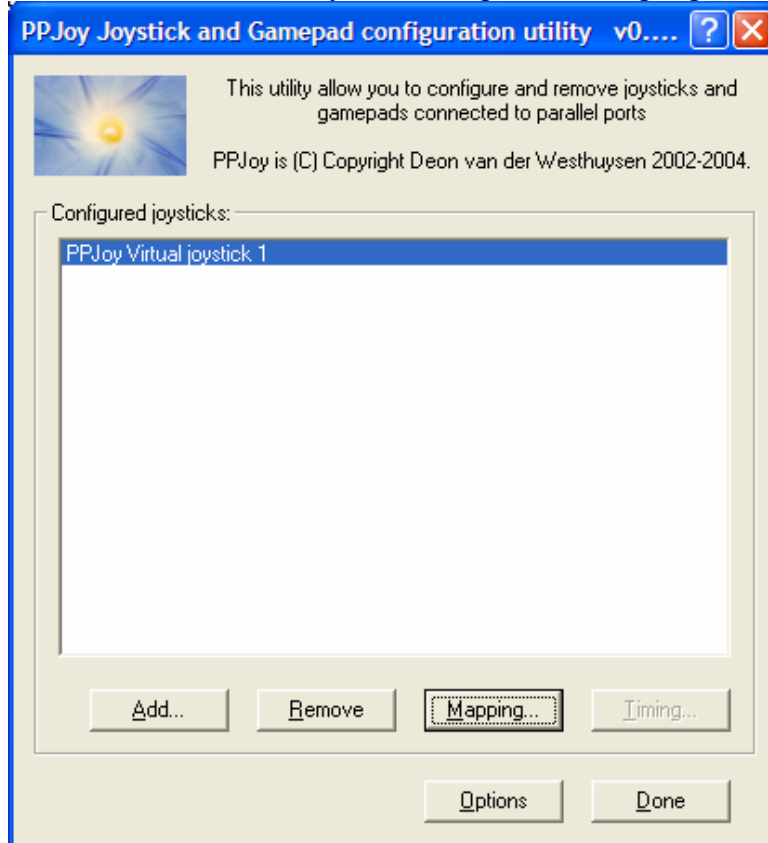 PPJoy Joystick and Gamepad configuration utility v0....
This utility allow you to configure and remove joysticks and
gamepads connected to parallel ports
PPJoy is (C) Copyright Deon van der Westhuysen 2002-2004.
Configured joysticks:
PPJoy Virtual joystick 1
Add...
Remove
Mapping...
Timing...
Options
Done